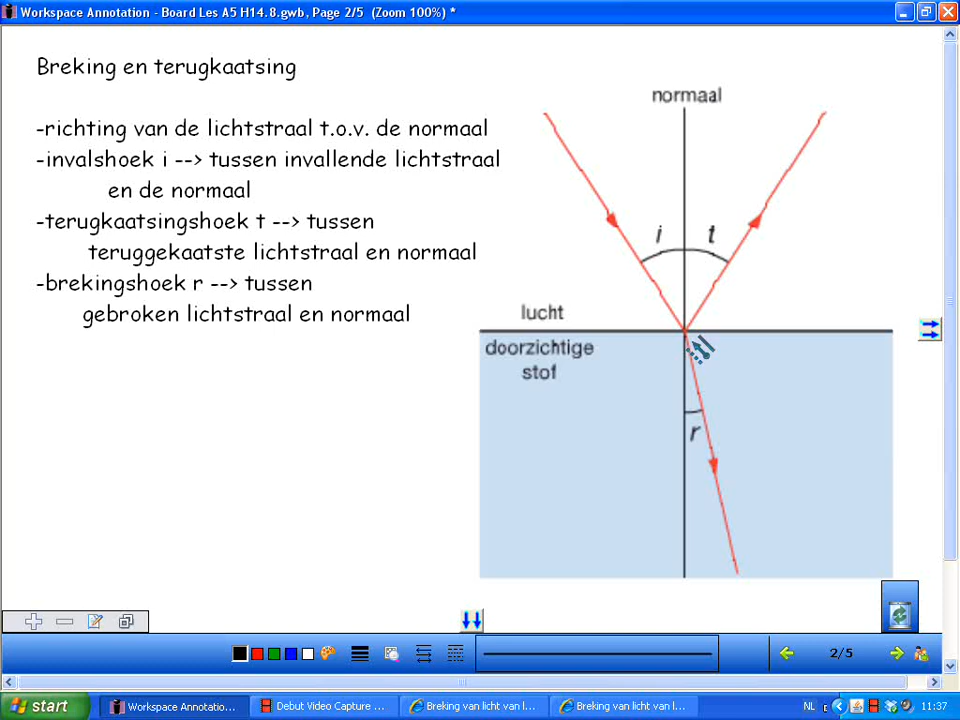 Workspace Annotation - Board Les A5 H14.8.gwb, Page 2/5 (Zoom 100%) *
Breking en terugkaatsing
-richting van de lichtstraal t.o.v. de normaal
-invalshoek i --> tussen invallende lichtstraal
en de normaal
-terugkaatsingshoek t --> tussen
teruggekaatste lichtstraal en normaal
-brekingshoek r --> tussen
gebroken lichtstraal en normaal
normaal
i t
lucht
doorzichtige
stof
r
2/5
start
Workspace Annotatio...
Debut Video Capture ...
Breking van licht van l...
Breking van licht van l...
NL
11:37